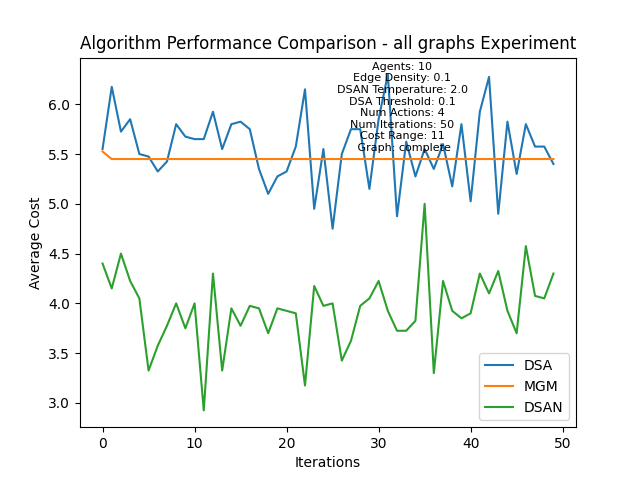 Algorithm Performance Comparison - all graphs Experiment
Agents: 10
Edge Density: 0.1
DSAN Temperature: 2.0
DSA Threshold: 0.1
Num Actions: 4
Num Iterations: 50
Cost Range: 11
Graph: complete
6.0
5.5
5.0
4.5
4.0
3.5
3.0
Average Cost
DSA
MGM
DSAN
0
10
20
30
40
50
Iterations